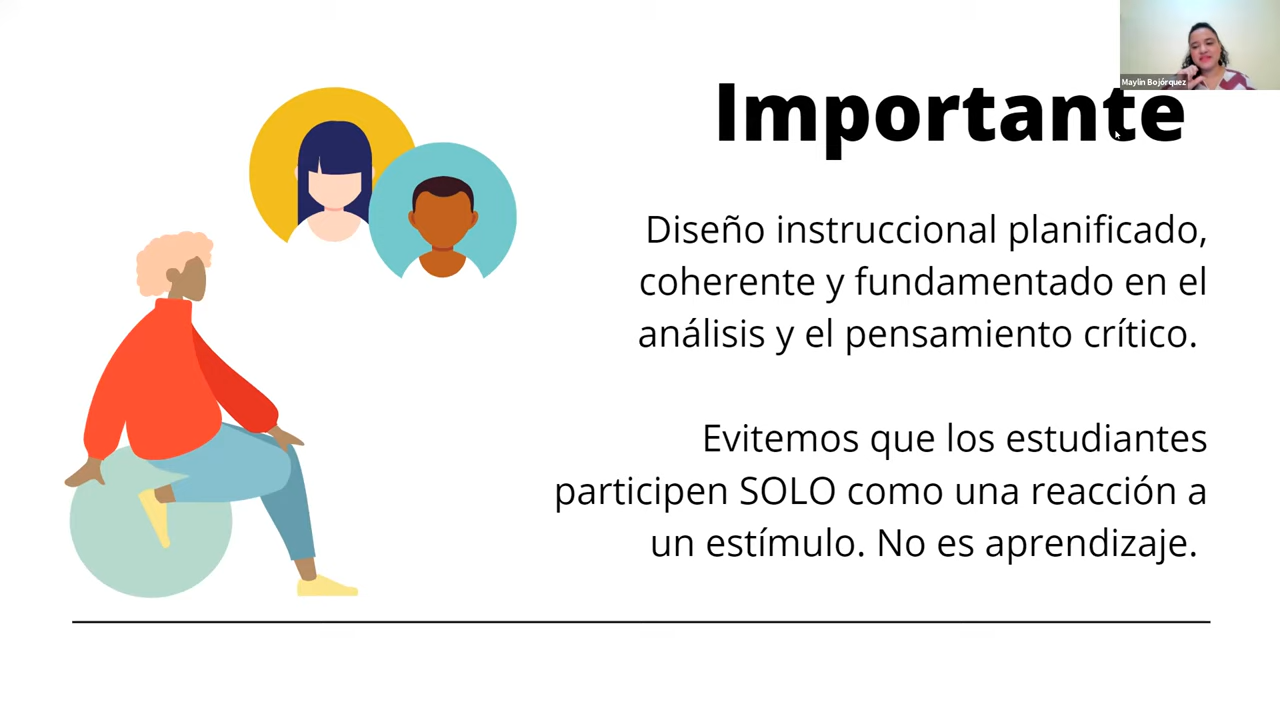 Maylin Bojórquez
Importante
Diseño instruccional planificado,
coherente y fundamentado en el
análisis y el pensamiento crítico.
Evitemos que los estudiantes
participen SOLO como una reacción a
un estímulo. No es aprendizaje.